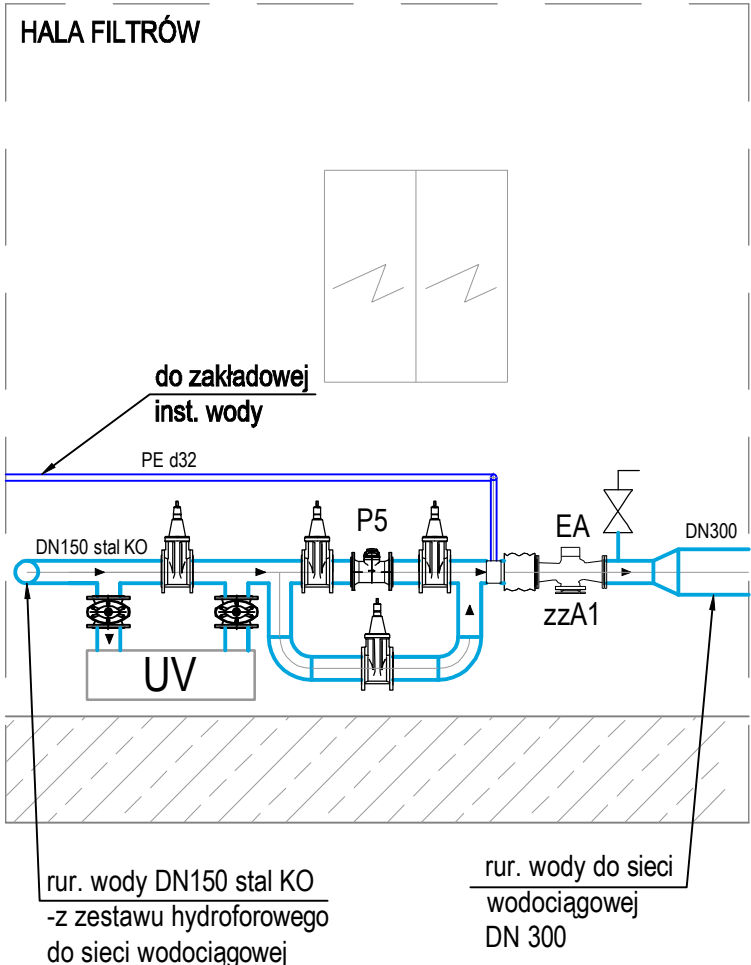 HALA FILTRÓW
do zakładowej
inst. wody
PE d32
P5
EA
DN300
DN150 stal KO
zzA1
UV
rur. wody DN150 stal KO
-z zestawu hydroforowego
do sieci wodociągowej
rur. wody do sieci
wodociągowej
DN 300